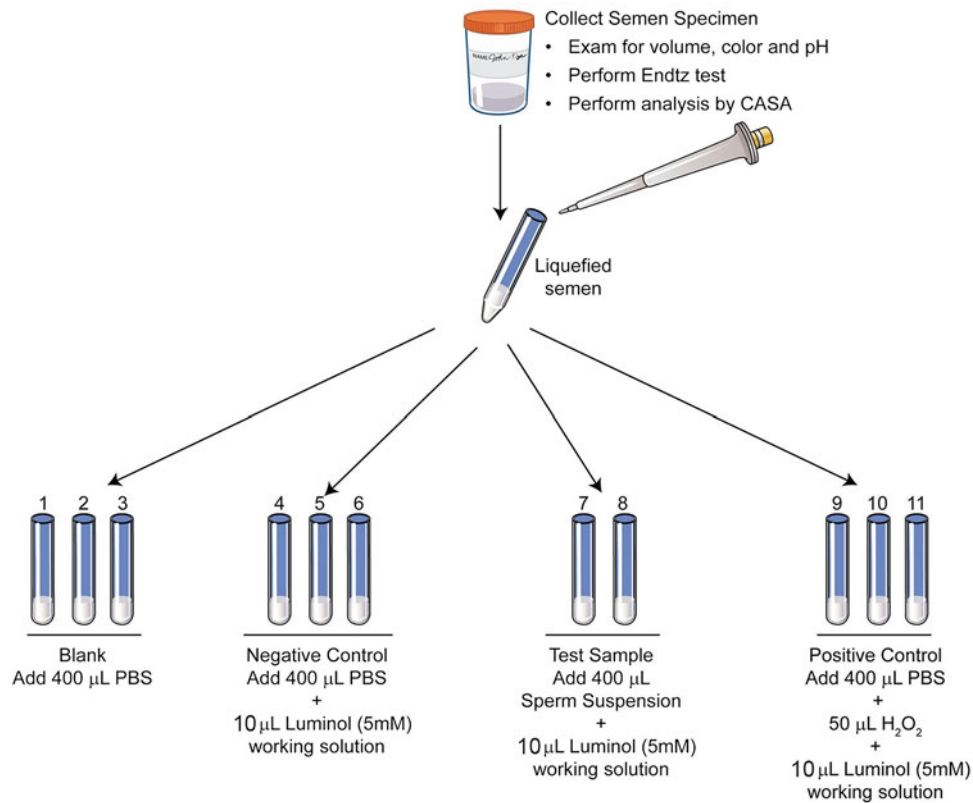 Collect Semen Specimen
• Exam for volume, color and pH
• Perform Endtz test
• Perform analysis by CASA
Liquefied
semen
1 2 3
4 5 6
7 8
9 10 11
Blank
Add 400 μL PBS
Negative Control
Add 400 μL PBS
+
10 μL Luminol (5mM)
working solution
Test Sample
Add 400 μL
Sperm Suspension
+
10 μL Luminol (5mM)
working solution
Positive Control
Add 400 μL PBS
+
50 μL H₂O₂
+
10 μL Luminol (5mM)
working solution